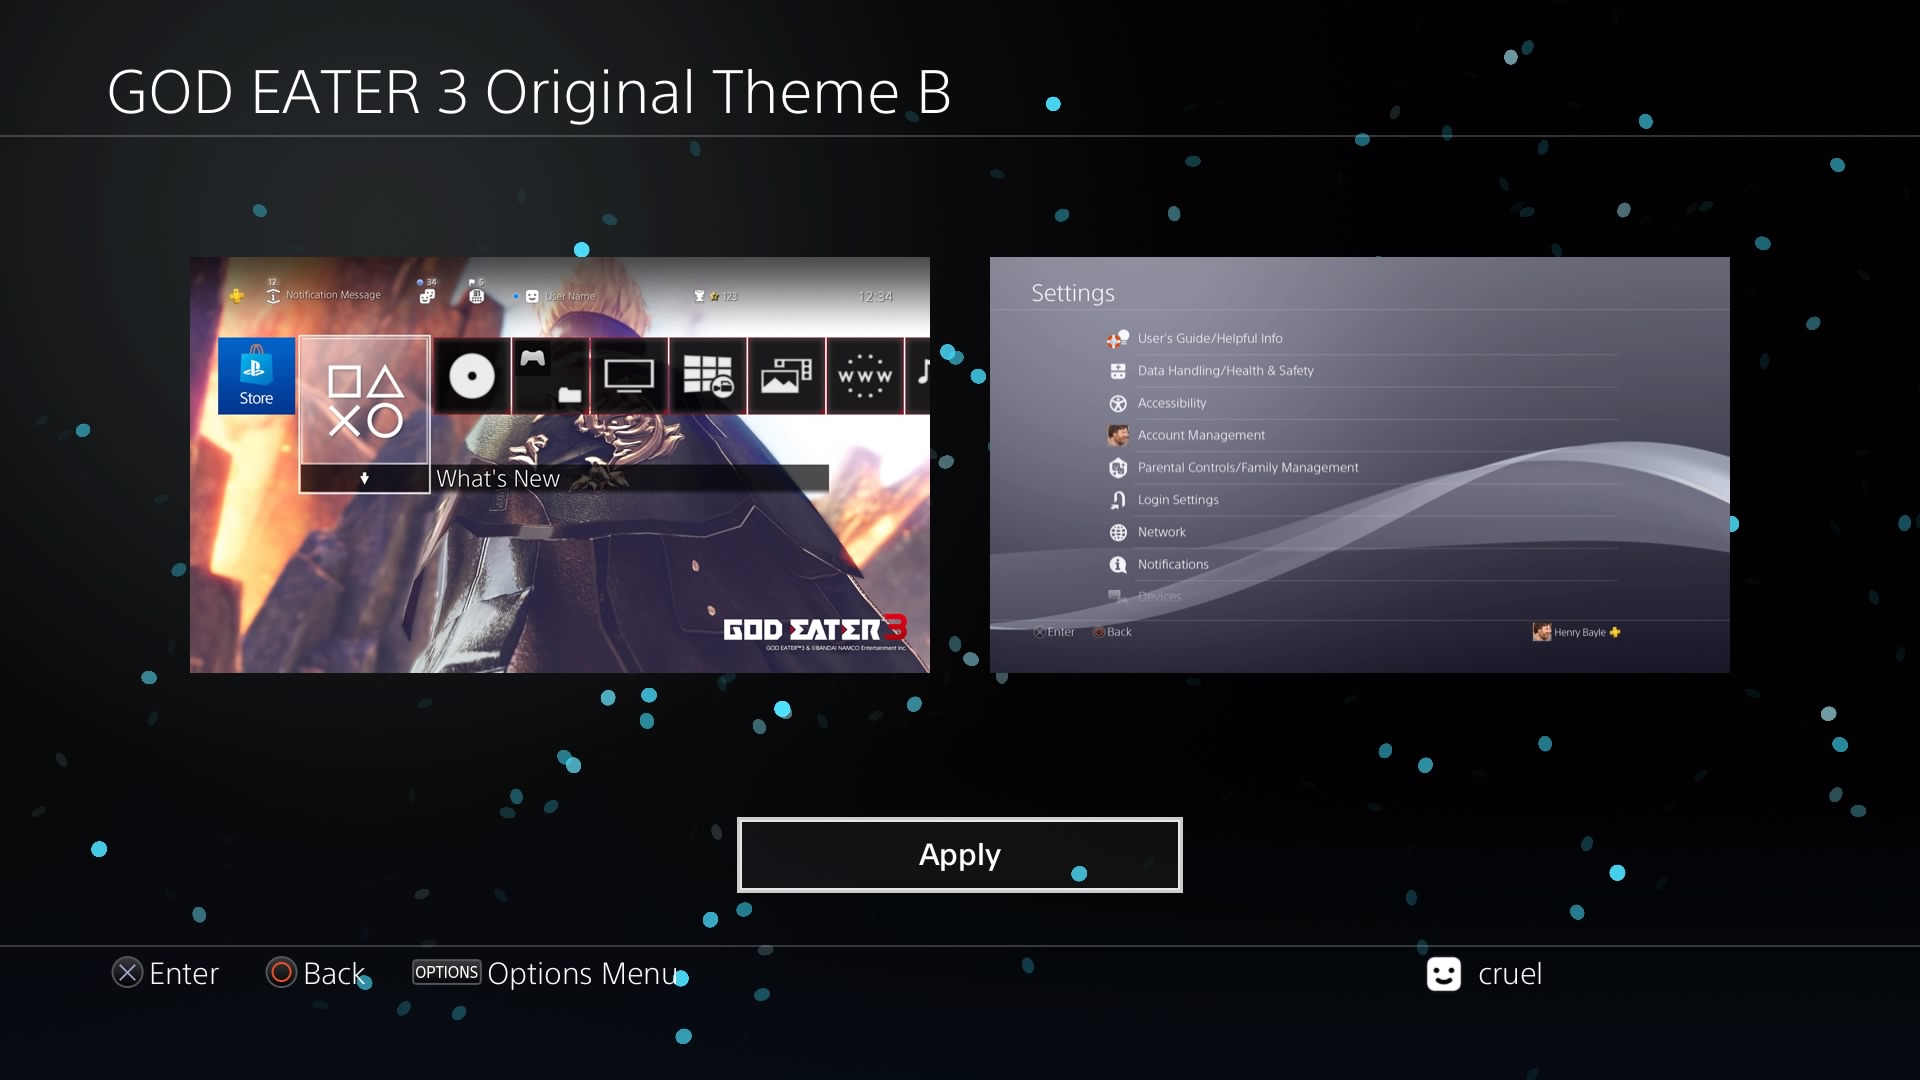 GOD EATER 3 Original Theme B
12
Notification Message
34
5
User Name
123
12:34
Store
WWW
What's New
GOD EATER 3
GOD EATER™3 & ©BANDAI NAMCO Entertainment Inc.
Settings
User's Guide/Helpful Info
Data Handling/Health & Safety
Accessibility
Account Management
Parental Controls/Family Management
Login Settings
Network
Notifications
Devices
Enter Back Henry Bayle
Apply
Enter Back OPTIONS Options Menu cruel